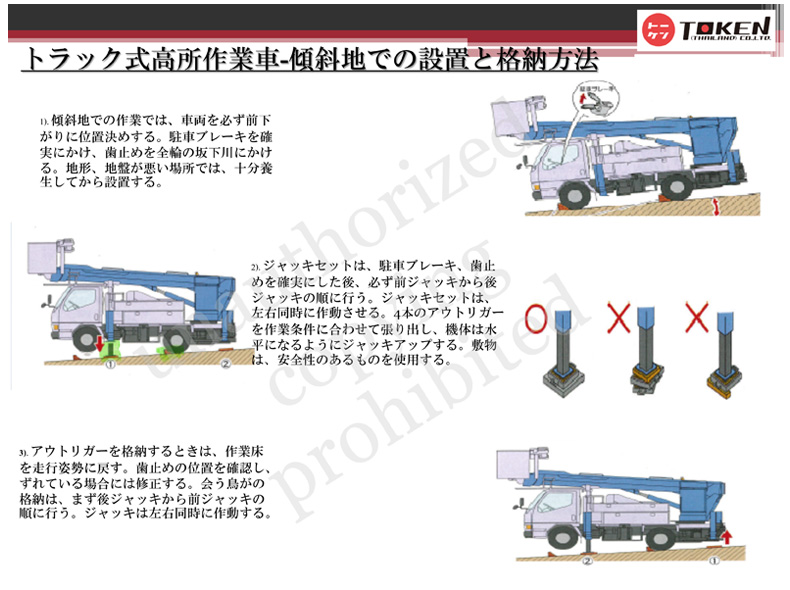 トーニチケン
TOKEN
(THAILAND) CO.,LTD.
トラック式高所作業車-傾斜地での設置と格納方法
駐車ブレーキ
1). 傾斜地での作業では、車両を必ず前下
がりに位置決めする。駐車ブレーキを確
実にかけ、歯止めを全輪の坂下川にかけ
る。地形、地盤が悪い場所では、十分養
生してから設置する。
2). ジャッキセットは、駐車ブレーキ、歯止
めを確実にした後、必ず前ジャッキから後
ジャッキの順に行う。ジャッキセットは、
左右同時に作動させる。4本のアウトリガー
を作業条件に合わせて張り出し、機体は水
平になるようにジャッキアップする。敷物
は、安全性のあるものを使用する。
① ②
3). アウトリガーを格納するときは、作業床
を走行姿勢に戻す。歯止めの位置を確認し、
ずれている場合には修正する。会う鳥がの
格納は、まず後ジャッキから前ジャッキの
順に行う。ジャッキは左右同時に作動する。
② ①
unauthorized
copying
prohibited